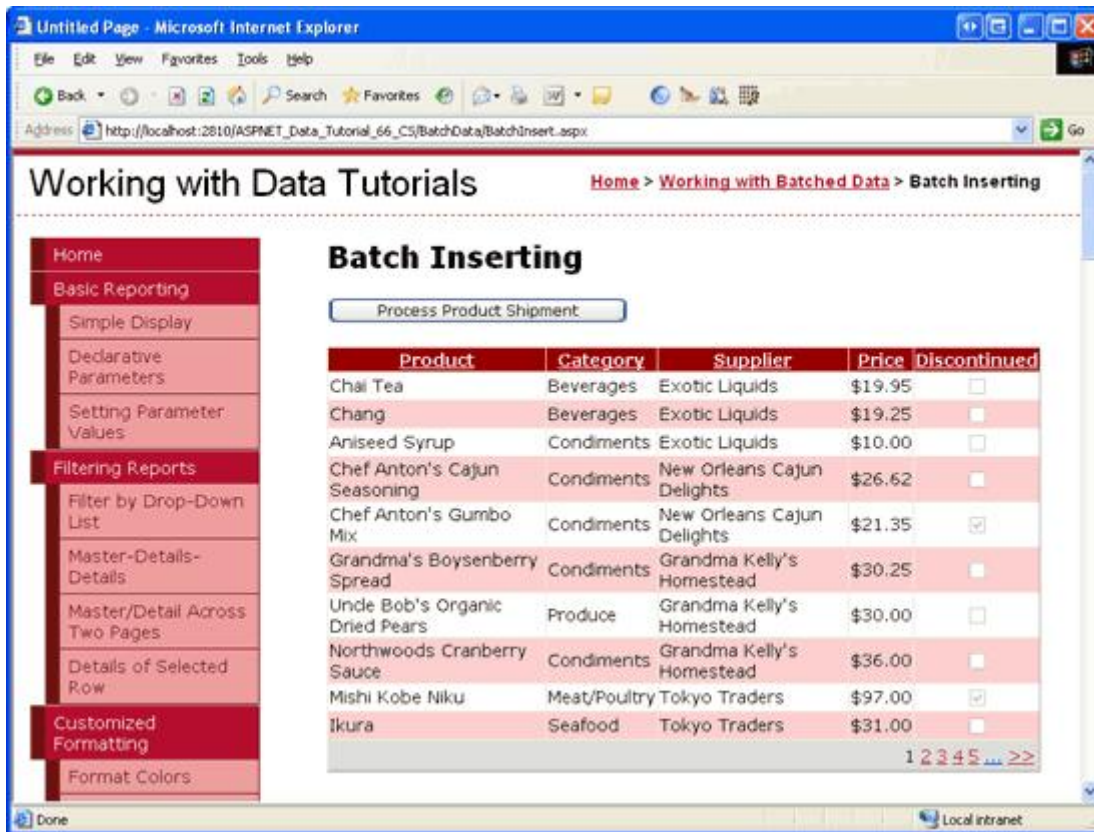 Untitled Page - Microsoft Internet Explorer
File Edit View Favorites Tools Help
Back Search Favorites
Address http://localhost:2810/ASPNET_Data_Tutorial_66_CS/BatchData/BatchInsert.aspx Go
Working with Data Tutorials
Home > Working with Batched Data > Batch Inserting
Home
Basic Reporting
Simple Display
Declarative
Parameters
Setting Parameter
Values
Filtering Reports
Filter by Drop-Down
List
Master-Details-
Details
Master/Detail Across
Two Pages
Details of Selected
Row
Customized
Formatting
Format Colors
Batch Inserting
Process Product Shipment
Product Category Supplier Price Discontinued
Chai Tea Beverages Exotic Liquids $19.95
Chang Beverages Exotic Liquids $19.25
Aniseed Syrup Condiments Exotic Liquids $10.00
Chef Anton's Cajun
Seasoning Condiments New Orleans Cajun
Delights $26.62
Chef Anton's Gumbo
Mix Condiments New Orleans Cajun
Delights $21.35
Grandma's Boysenberry
Spread Condiments Grandma Kelly's
Homestead $30.25
Uncle Bob's Organic
Dried Pears Produce Grandma Kelly's
Homestead $30.00
Northwoods Cranberry
Sauce Condiments Grandma Kelly's
Homestead $36.00
Mishi Kobe Niku Meat/Poultry Tokyo Traders $97.00
Ikura Seafood Tokyo Traders $31.00
1 2 3 4 5 ... >>
Done Local intranet